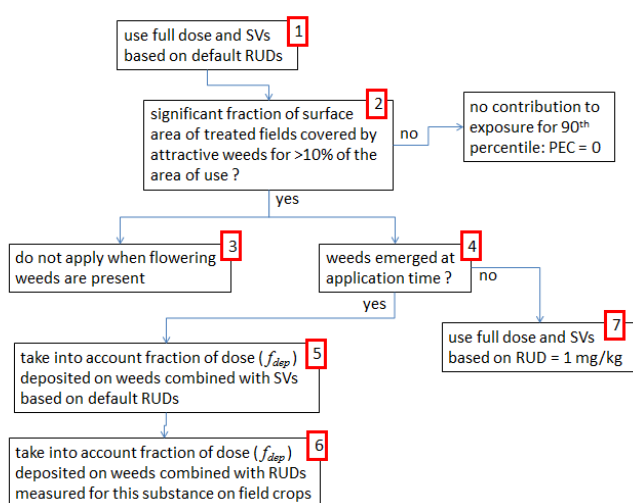 1
use full dose and SVs
based on default RUDs
2
significant fraction of surface
area of treated fields covered by
attractive weeds for >10% of the
area of use ?
no
no contribution to
exposure for 90th
percentile: PEC = 0
yes
3
do not apply when flowering
weeds are present
4
weeds emerged at
application time ?
no
yes
7
use full dose and SVs
based on RUD = 1 mg/kg
5
take into account fraction of dose (fdep)
deposited on weeds combined with SVs
based on default RUDs
6
take into account fraction of dose (fdep)
deposited on weeds combined with RUDs
measured for this substance on field crops